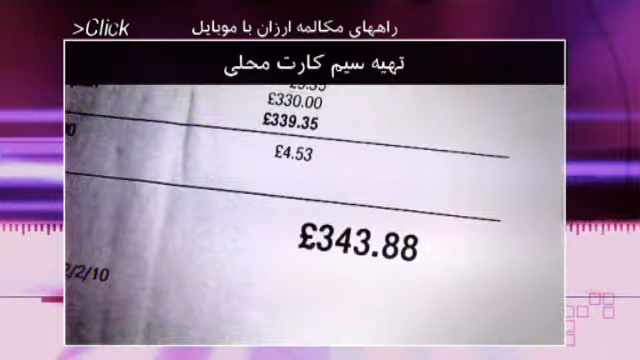 >Click
راههای مکالمه ارزان با موبایل
تهیه سیم کارت محلی
£330.00
£339.35
£4.53
£343.88
2/2/10